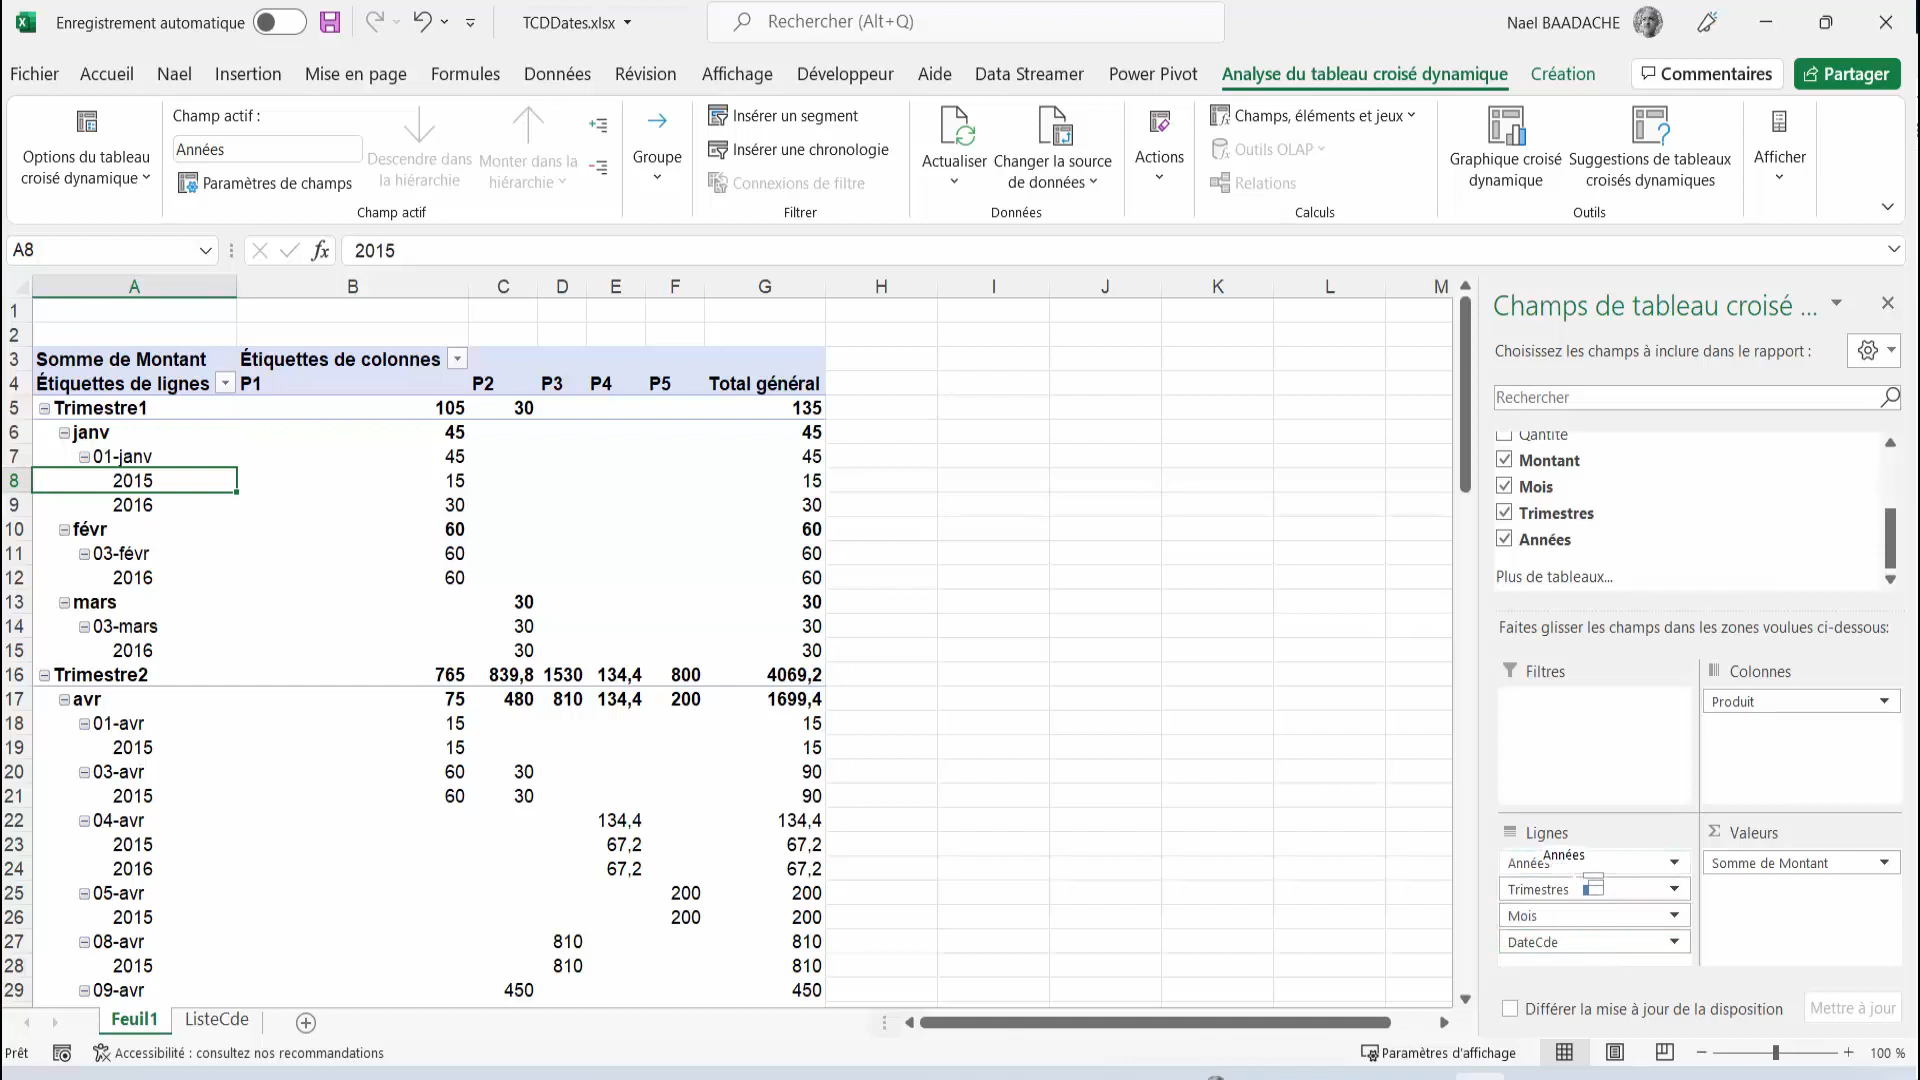 Enregistrement automatique TCDDates.xlsx Rechercher (Alt+Q) Nael BAADACHE
Fichier Accueil Nael Insertion Mise en page Formules Données Révision Affichage Développeur Aide Data Streamer Power Pivot Analyse du tableau croisé dynamique Création Commentaires Partager
Options du tableau
croisé dynamique
Champ actif :
Années
Paramètres de champs
Descendre dans
la hiérarchie
Monter dans la
hiérarchie
Champ actif
Groupe
Insérer un segment
Insérer une chronologie
Connexions de filtre
Filtrer
Actualiser
Changer la source
de données
Données
Actions
Champs, éléments et jeux
Outils OLAP
Relations
Calculs
Graphique croisé
dynamique
Suggestions de tableaux
croisés dynamiques
Outils
Afficher
A8 fx 2015
A B C D E F G H I J K L M
1
2
3 Somme de Montant Étiquettes de colonnes
4 Étiquettes de lignes P1 P2 P3 P4 P5 Total général
5 Trimestre1 105 30 135
6 janv 45 45
7 01-janv 45 45
8 2015 15 15
9 2016 30 30
10 févr 60 60
11 03-févr 60 60
12 2016 60 60
13 mars 30 30
14 03-mars 30 30
15 2016 30 30
16 Trimestre2 765 839,8 1530 134,4 800 4069,2
17 avr 75 480 810 134,4 200 1699,4
18 01-avr 15 15
19 2015 15 15
20 03-avr 60 30 90
21 2015 60 30 90
22 04-avr 134,4 134,4
23 2015 67,2 67,2
24 2016 67,2 67,2
25 05-avr 200 200
26 2015 200 200
27 08-avr 810 810
28 2015 810 810
29 09-avr 450 450
Champs de tableau croisé ...
Choisissez les champs à inclure dans le rapport :
Rechercher
Qantité
Montant
Mois
Trimestres
Années
Plus de tableaux...
Faites glisser les champs dans les zones voulues ci-dessous:
Filtres
Colonnes
Produit
Lignes
Années
Années
Trimestres
Mois
DateCde
Valeurs
Somme de Montant
Différer la mise à jour de la disposition Mettre à jour
Feuil1 ListeCde
Prêt Accessibilité : consultez nos recommandations Paramètres d'affichage 100 %